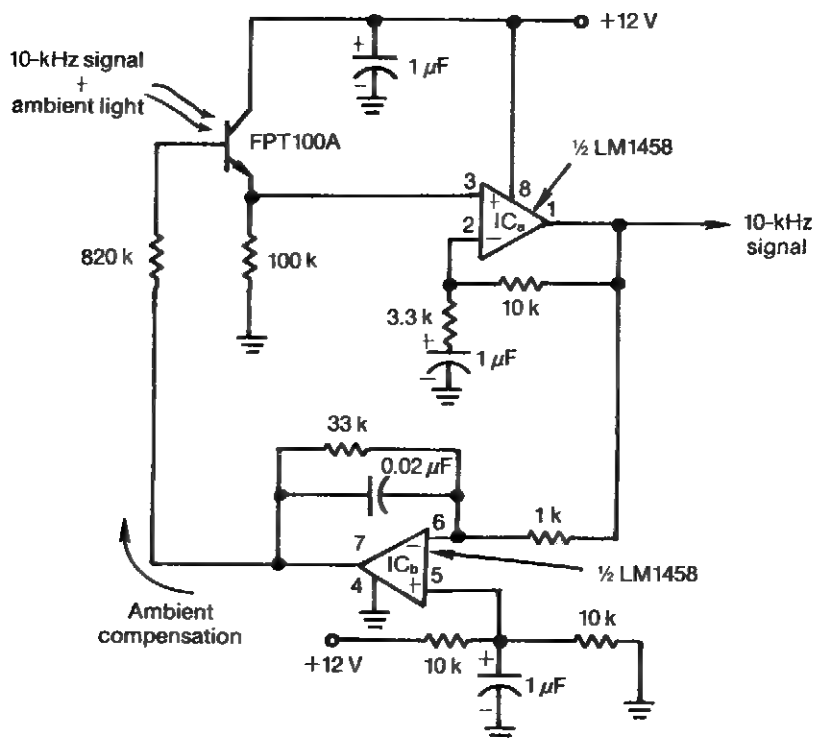 +12 V
10-kHz signal
+
ambient light
+
1 µF
−
FPT100A
½ LM1458
3
8
1
+
ICa
2
−
10-kHz
signal
820 k
100 k
10 k
3.3 k
+
1 µF
−
33 k
0.02 µF
1 k
6
7
−
ICb
5
4
+
½ LM1458
Ambient
compensation
10 k
+12 V
10 k
+
1 µF
−